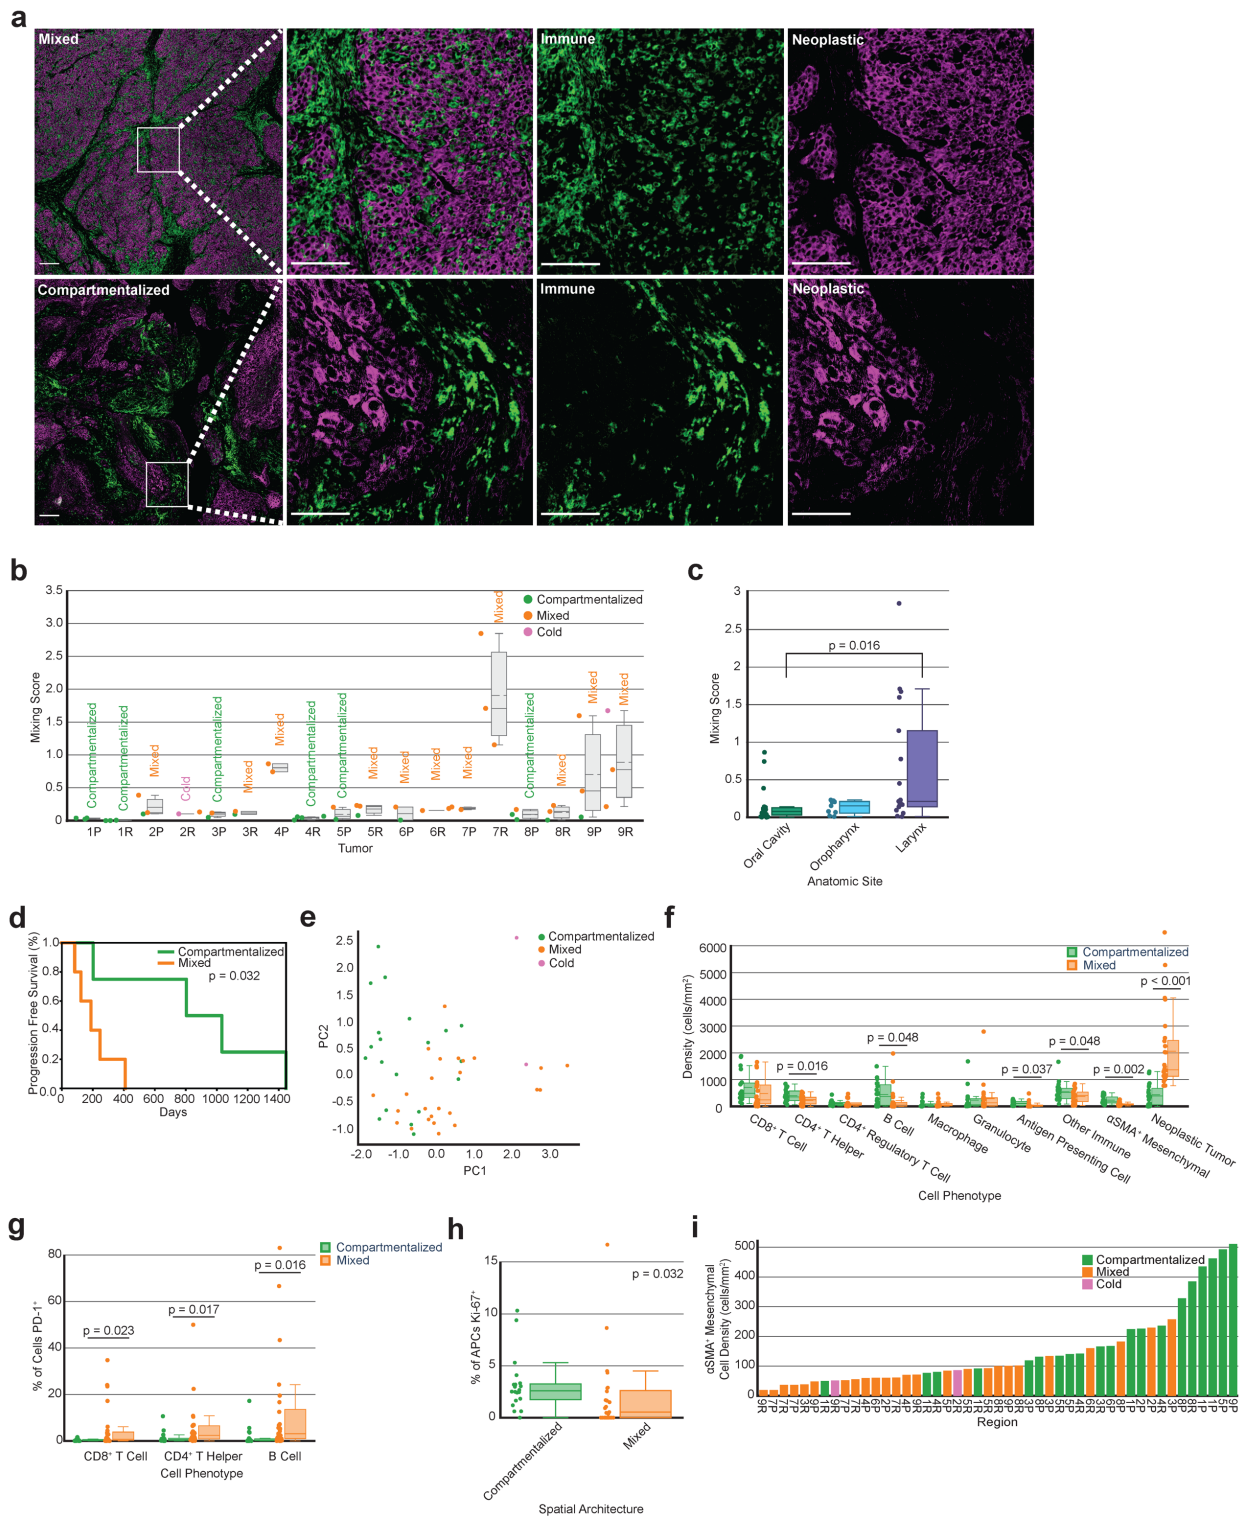 a
Mixed
Immune
Neoplastic
Compartmentalized
Immune
Neoplastic
b
Mixing Score
3.5
3.0
2.0
1.5
1.0
0.5
0
Compartmentalized
Mixed
Cold
Compartmentalized
Compartmentalized
Mixed
Cold
Compartmentalized
Mixed
Mixed
Compartmentalized
Compartmentalized
Mixed
Mixed
Mixed
Mixed
Mixed
Compartmentalized
Mixed
Mixed
Mixed
1P 1R 2P 2R 3P 3R 4P 4R 5P 5R 6P 6R 7P 7R 8P 8R 9P 9R
Tumor
c
Mixing Score
3
2.5
2
1.5
1
0.5
0
p = 0.016
Oral Cavity
Oropharynx
Larynx
Anatomic Site
d
Progression Free Survival (%)
1.0
0.8
0.6
0.4
0.2
0.0
Compartmentalized
Mixed
p = 0.032
0 200 400 600 800 1000 1200 1400
Days
e
PC2
2.5
2.0
1.5
1.0
0.5
0.0
-0.5
-1.0
Compartmentalized
Mixed
Cold
-2.0 -1.0 0.0 1.0 2.0 3.0
PC1
f
Density (cells/mm²)
6000
5000
4000
3000
2000
1000
0
Compartmentalized
Mixed
p < 0.001
p = 0.048
p = 0.048
p = 0.016
p = 0.037
p = 0.002
CD8⁺ T Cell
CD4⁺ T Helper
CD4⁺ Regulatory T Cell
B Cell
Macrophage
Granulocyte
Antigen Presenting Cell
Other Immune
αSMA⁺ Mesenchymal
Neoplastic Tumor
Cell Phenotype
g
% of Cells PD-1⁺
80
60
40
20
0
Compartmentalized
Mixed
p = 0.016
p = 0.017
p = 0.023
CD8⁺ T Cell CD4⁺ T Helper B Cell
Cell Phenotype
h
% of APCs Ki-67⁺
15
10
5
0
p = 0.032
Compartmentalized
Mixed
Spatial Architecture
i
αSMA⁺ Mesenchymal
Cell Density (cells/mm²)
500
400
300
200
100
0
Compartmentalized
Mixed
Cold
Region